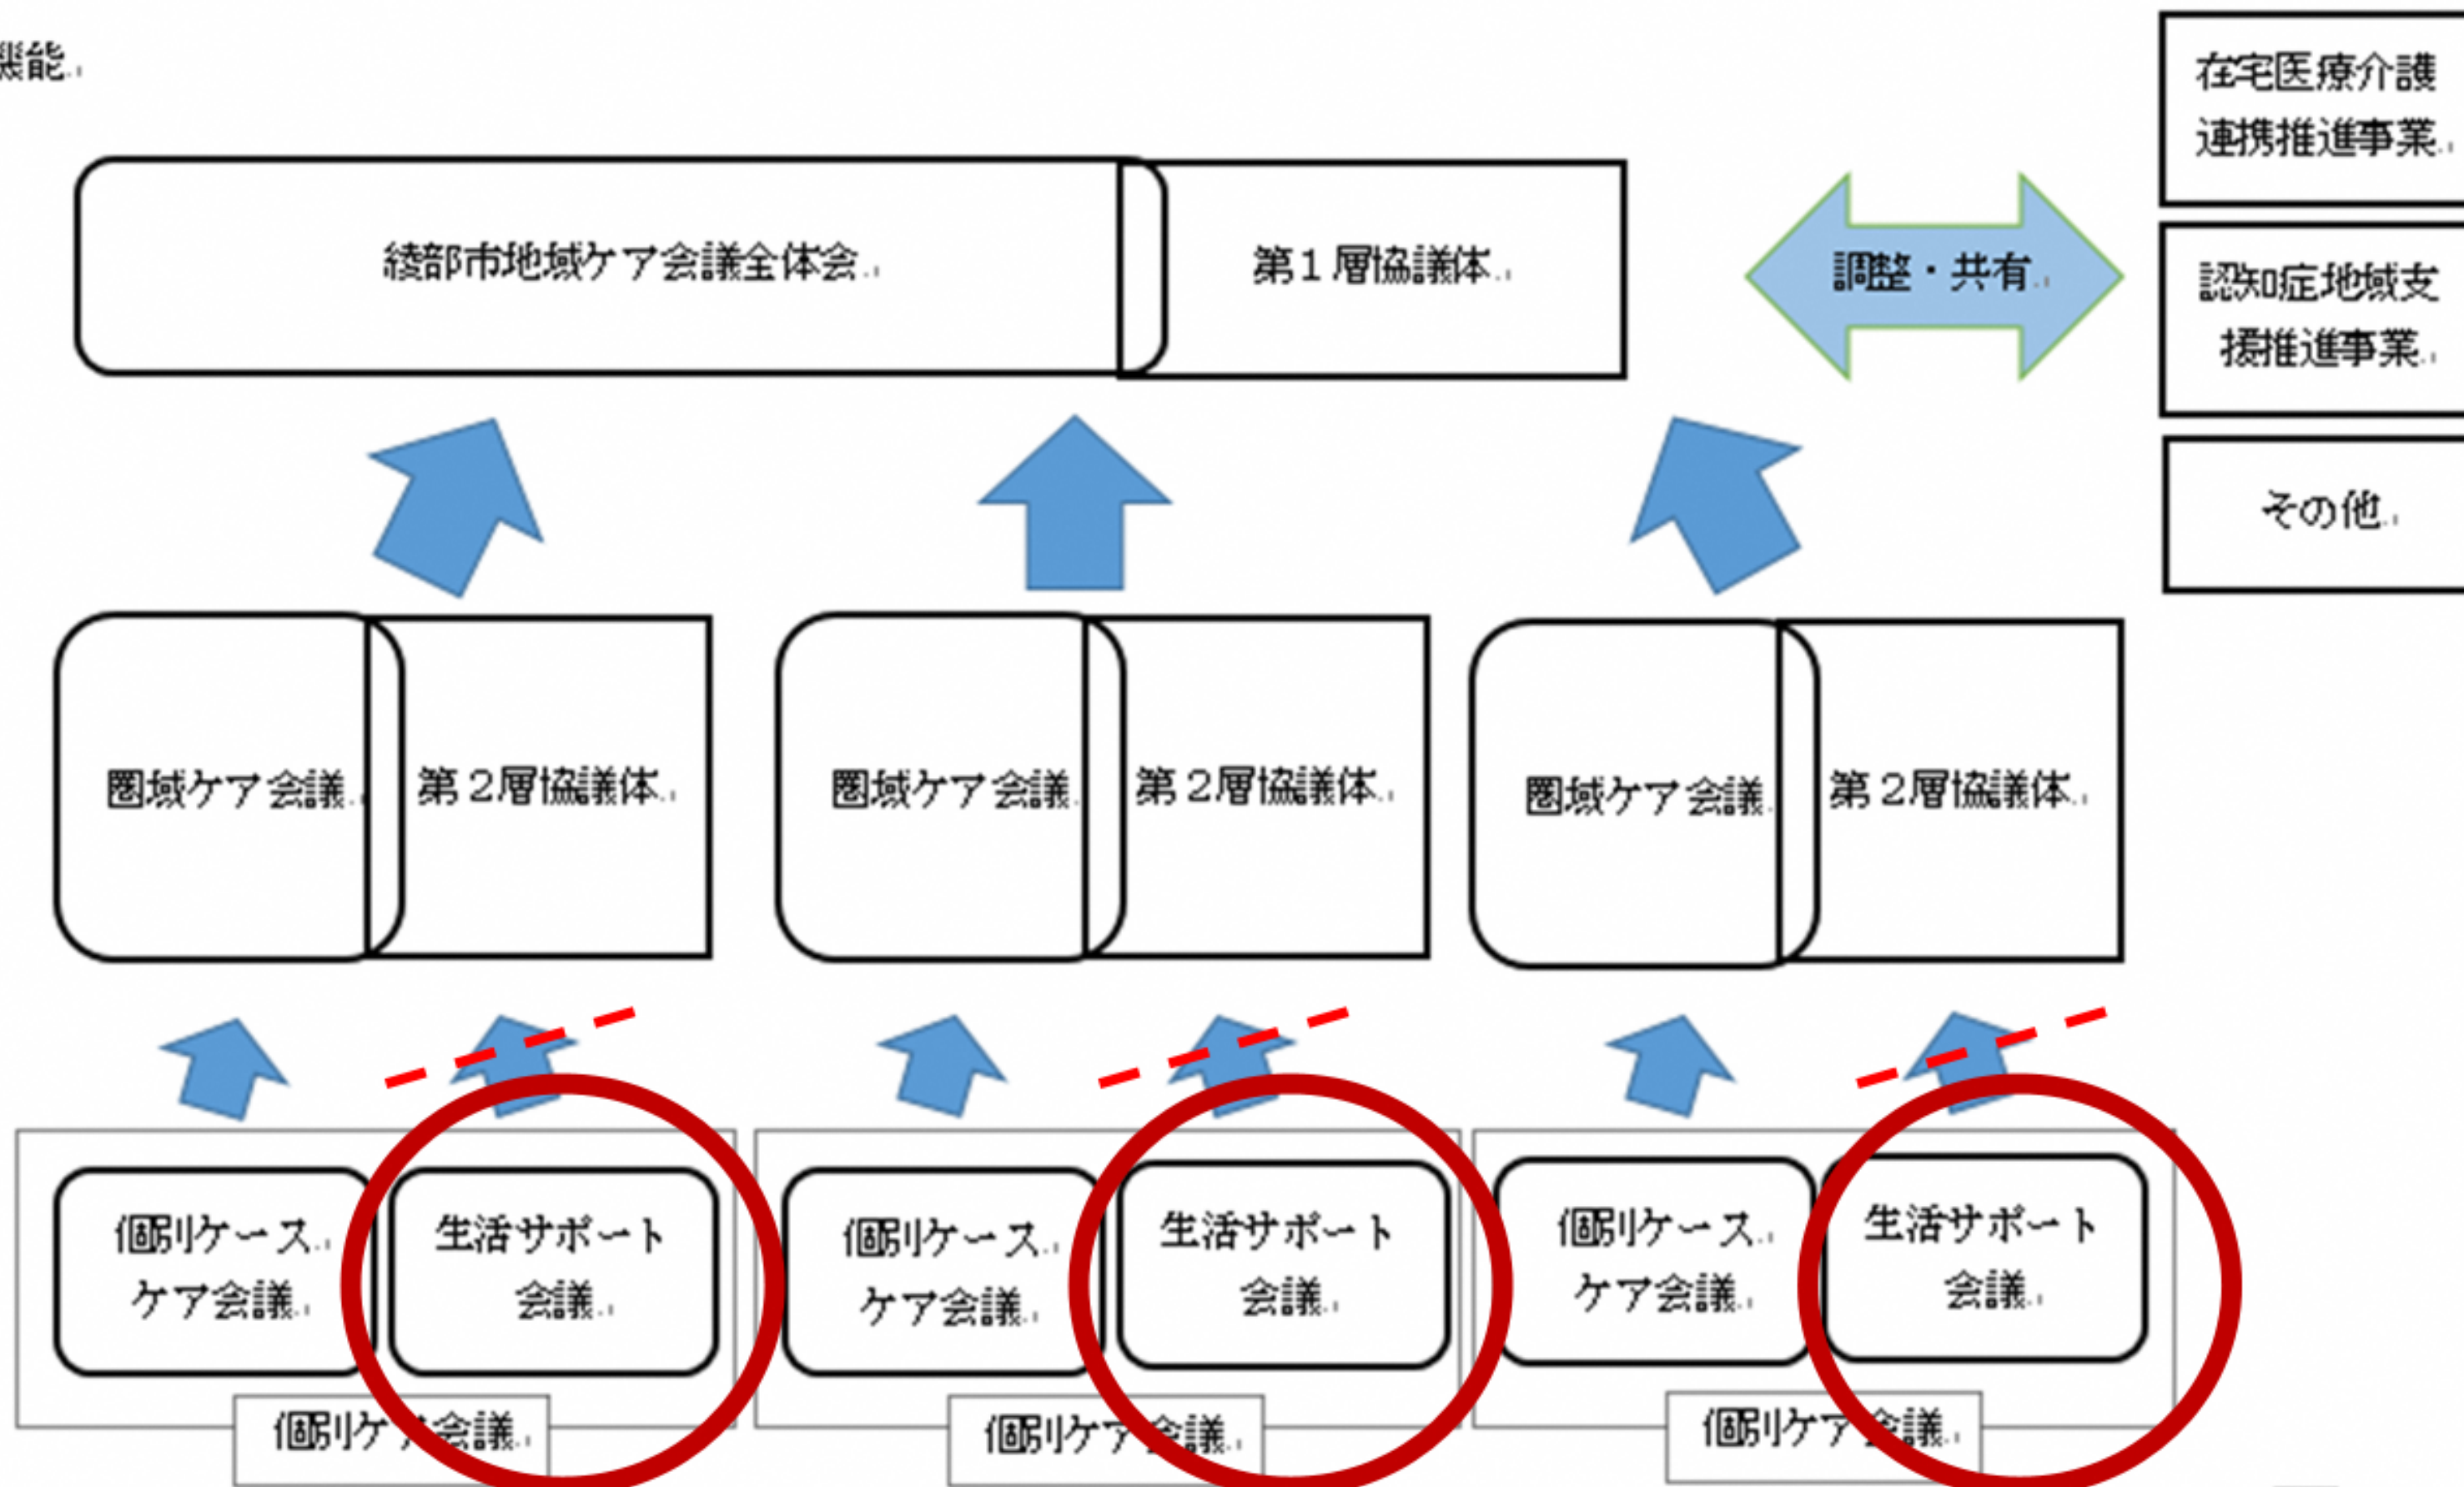 機能
在宅医療介護
連携推進事業
綾部市地域ケア会議全体会
第1層協議体
調整・共有
認知症地域支
援推進事業
その他
圏域ケア会議
第2層協議体
圏域ケア会議
第2層協議体
圏域ケア会議
第2層協議体
個別ケース
ケア会議
生活サポート
会議
個別ケア会議
個別ケース
ケア会議
生活サポート
会議
個別ケア会議
個別ケース
ケア会議
生活サポート
会議
個別ケア会議